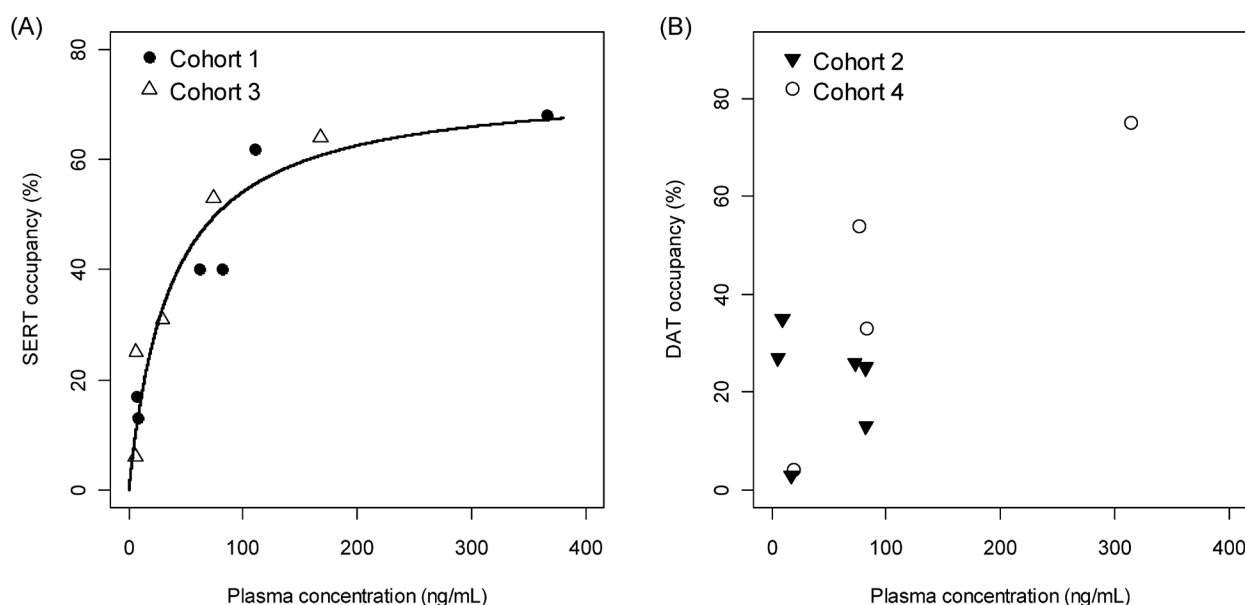 (A)
Cohort 1
Cohort 3
SERT occupancy (%)
80
60
40
20
0
0 100 200 300 400
Plasma concentration (ng/mL)
(B)
Cohort 2
Cohort 4
DAT occupancy (%)
80
60
40
20
0
0 100 200 300 400
Plasma concentration (ng/mL)